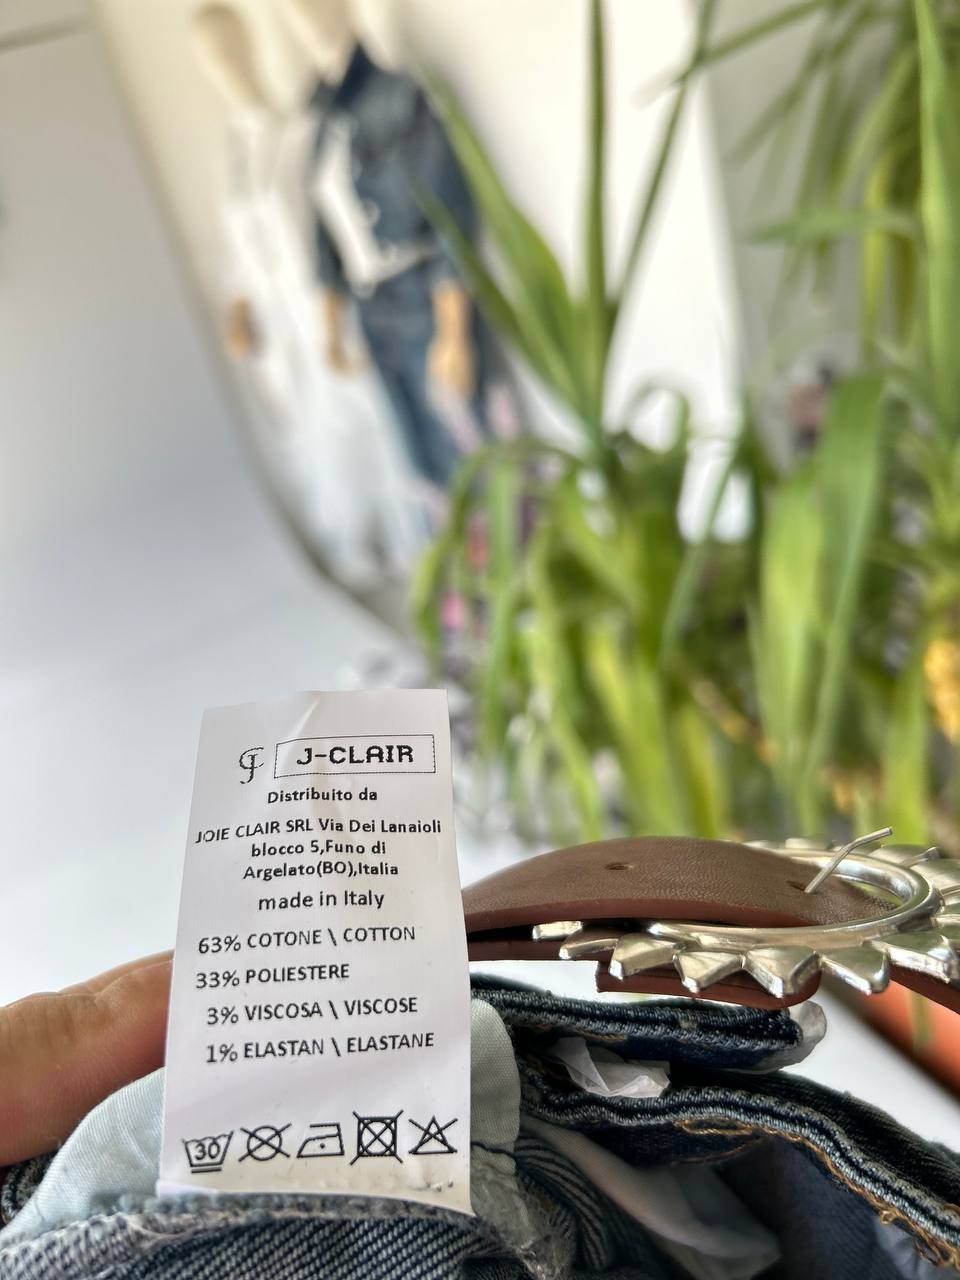 J-CLAIR
Distribuito da
JOIE CLAIR SRL Via Dei Lanaioli
blocco 5,Funo di
Argelato(BO),Italia
made in Italy
63% COTONE \ COTTON
33% POLIESTERE
3% VISCOSA \ VISCOSE
1% ELASTAN \ ELASTANE
30